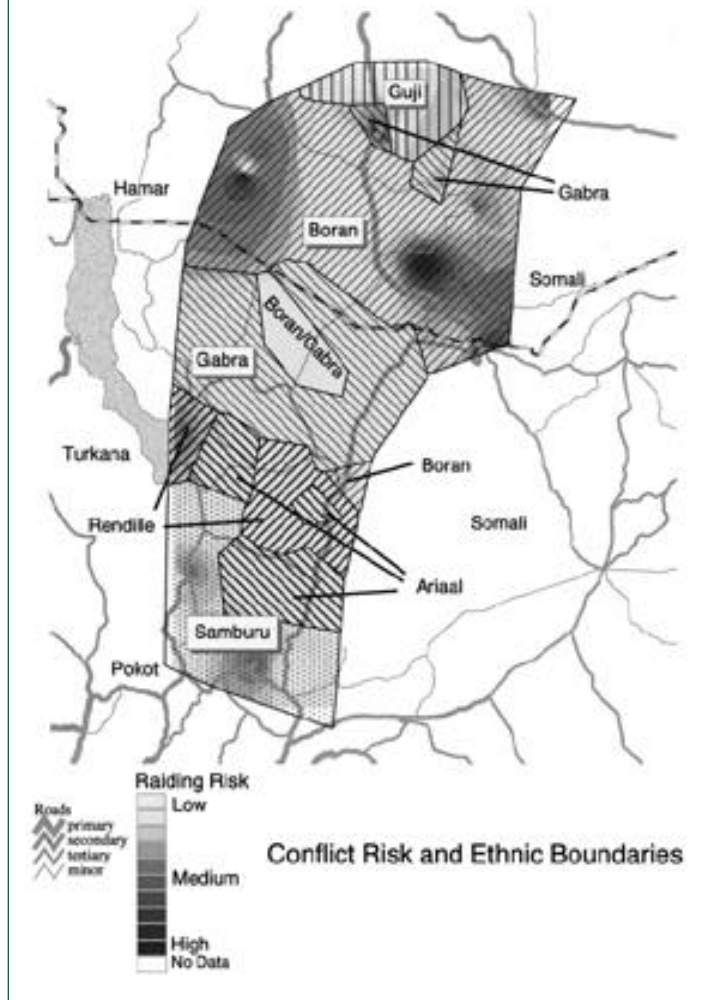 Guji
Hamar
Gabra
Boran
Somali
Boran/Gabra
Gabra
Turkana
Boran
Rendille
Somali
Ariaal
Samburu
Pokot
Raiding Risk
Low
Medium
High
No Data
Roads
primary
secondary
tertiary
minor
Conflict Risk and Ethnic Boundaries